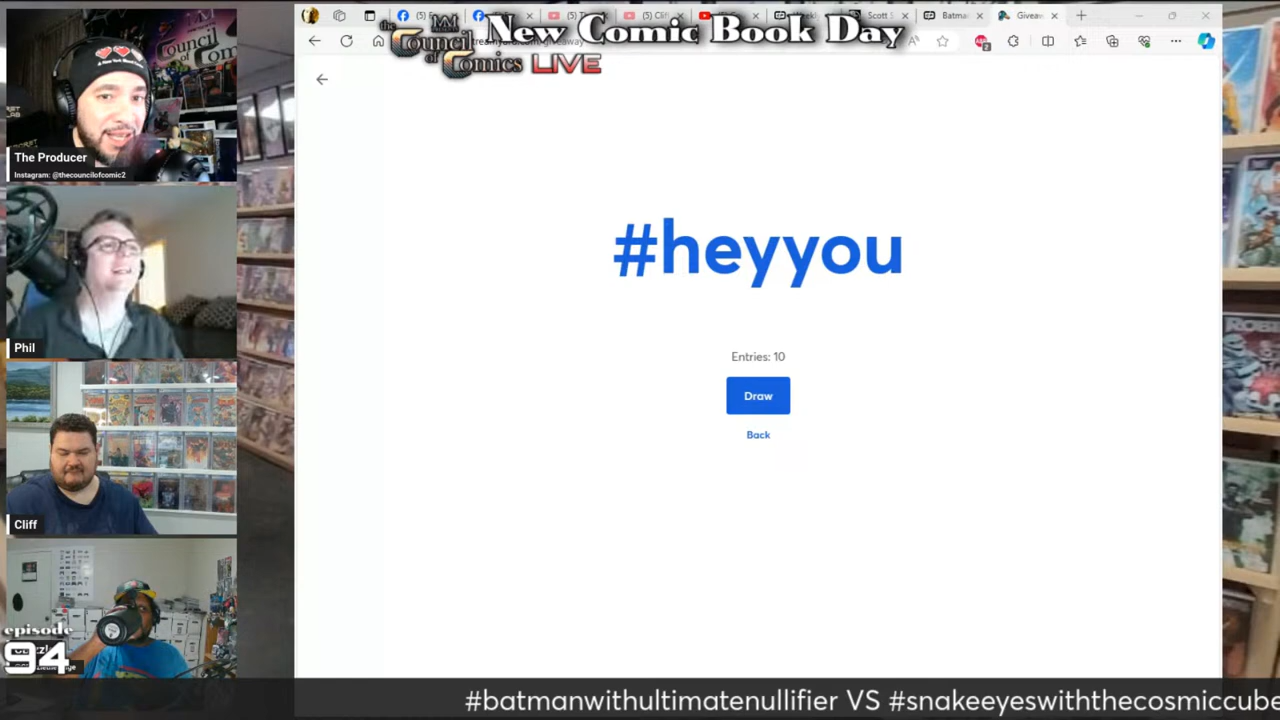 the Council of Comics LIVE
New Comic Book Day
#heyyou
Entries: 10
Draw
Back
The Producer
Instagram: @thecouncilofcomic2
Phil
Cliff
episode
94
#batmanwithultimatenullifier VS #snakeeyeswiththecosmiccube